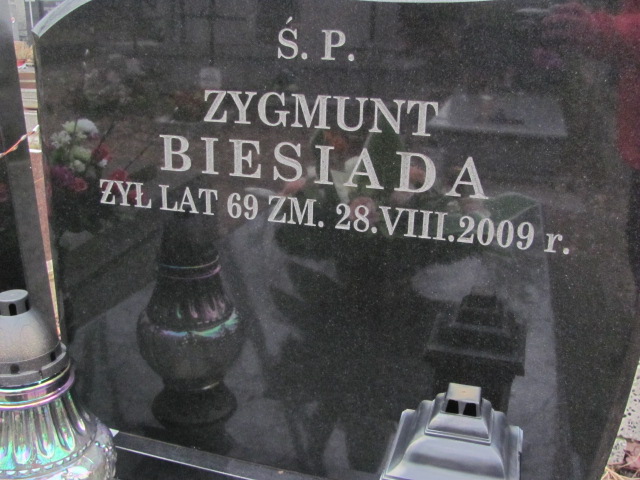 Ś. P.
ZYGMUNT
BIESIADA
ŻYŁ LAT 69 ZM. 28.VIII.2009 r.